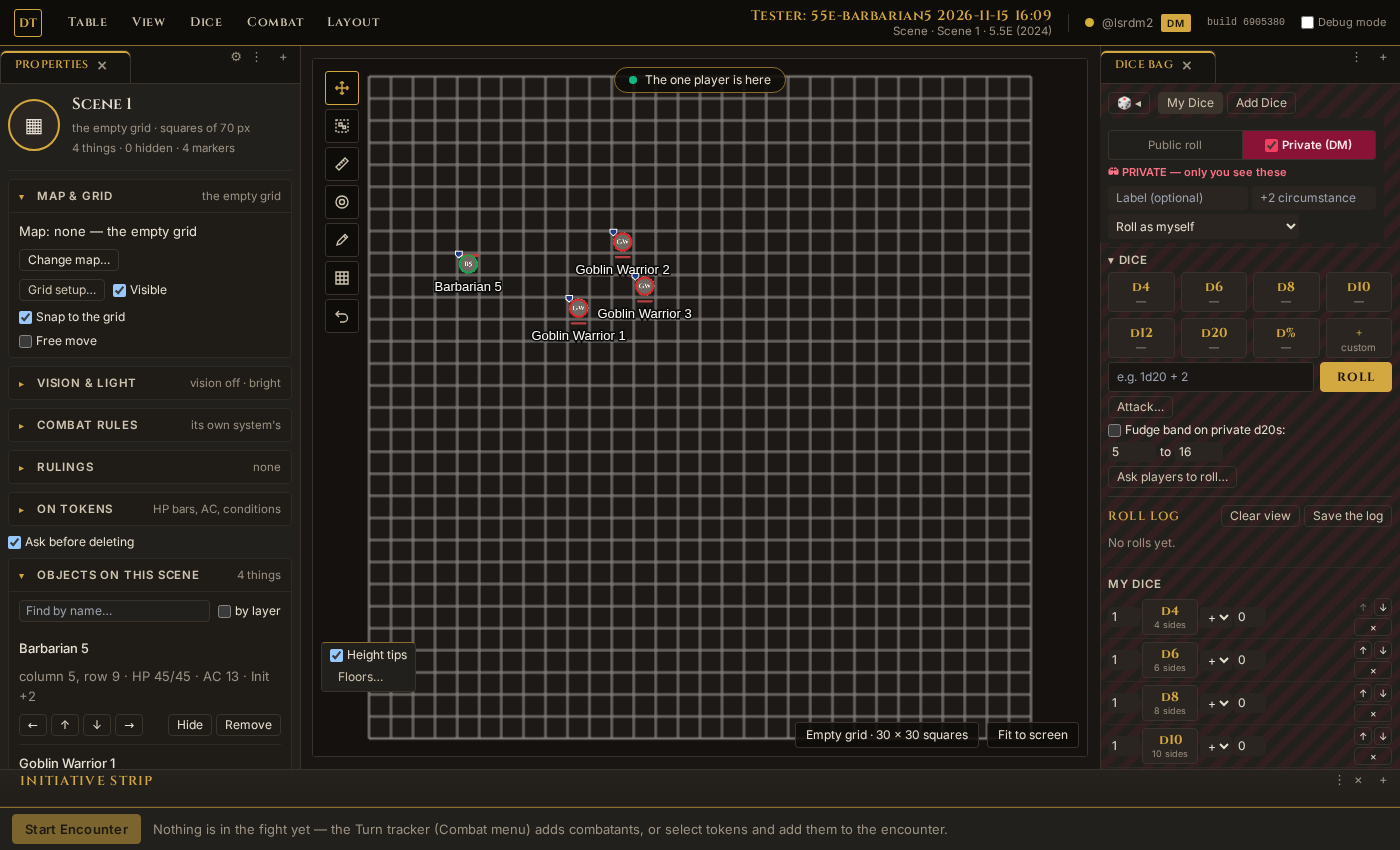 DT
TABLE VIEW DICE COMBAT LAYOUT
TESTER: 55E-BARBARIAN5 2026-11-15 16:09
Scene · Scene 1 · 5.5E (2024)
@lsrdm2 DM build 6905380 Debug mode
PROPERTIES
SCENE 1
the empty grid · squares of 70 px
4 things · 0 hidden · 4 markers
MAP & GRID the empty grid
Map: none — the empty grid
Change map...
Grid setup... Visible
Snap to the grid
Free move
VISION & LIGHT vision off · bright
COMBAT RULES its own system's
RULINGS none
ON TOKENS HP bars, AC, conditions
Ask before deleting
OBJECTS ON THIS SCENE 4 things
Find by name... by layer
Barbarian 5
column 5, row 9 · HP 45/45 · AC 13 · Init
+2
← ↑ ↓ → Hide Remove
Goblin Warrior 1
The one player is here
GW
Goblin Warrior 2
B5
Barbarian 5
GW
Goblin Warrior 3
GW
Goblin Warrior 1
Height tips
Floors...
Empty grid · 30 × 30 squares Fit to screen
DICE BAG
My Dice Add Dice
Public roll Private (DM)
PRIVATE — only you see these
Label (optional) +2 circumstance
Roll as myself
DICE
D4 D6 D8 D10
— — — —
D12 D20 D% +
— — — custom
e.g. 1d20 + 2 ROLL
Attack...
Fudge band on private d20s:
5 to 16
Ask players to roll...
ROLL LOG Clear view Save the log
No rolls yet.
MY DICE
1 D4 4 sides + 0
1 D6 6 sides + 0
1 D8 8 sides + 0
1 D10 10 sides + 0
INITIATIVE STRIP
Start Encounter Nothing is in the fight yet — the Turn tracker (Combat menu) adds combatants, or select tokens and add them to the encounter.